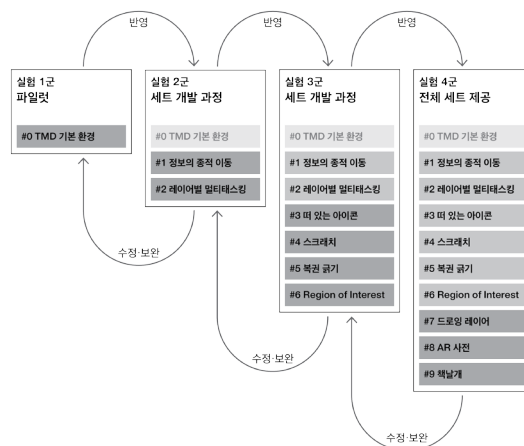 반영
반영
반영
실험 1군
파일럿
#0 TMD 기본 환경
실험 2군
세트 개발 과정
#0 TMD 기본 환경
#1 정보의 종적 이동
#2 레이어별 멀티태스킹
실험 3군
세트 개발 과정
#0 TMD 기본 환경
#1 정보의 종적 이동
#2 레이어별 멀티태스킹
#3 떠 있는 아이콘
#4 스크래치
#5 복권 긁기
#6 Region of Interest
실험 4군
전체 세트 제공
#0 TMD 기본 환경
#1 정보의 종적 이동
#2 레이어별 멀티태스킹
#3 떠 있는 아이콘
#4 스크래치
#5 복권 긁기
#6 Region of Interest
#7 드로잉 레이어
#8 AR 사전
#9 책날개
수정·보완
수정·보완
수정·보완